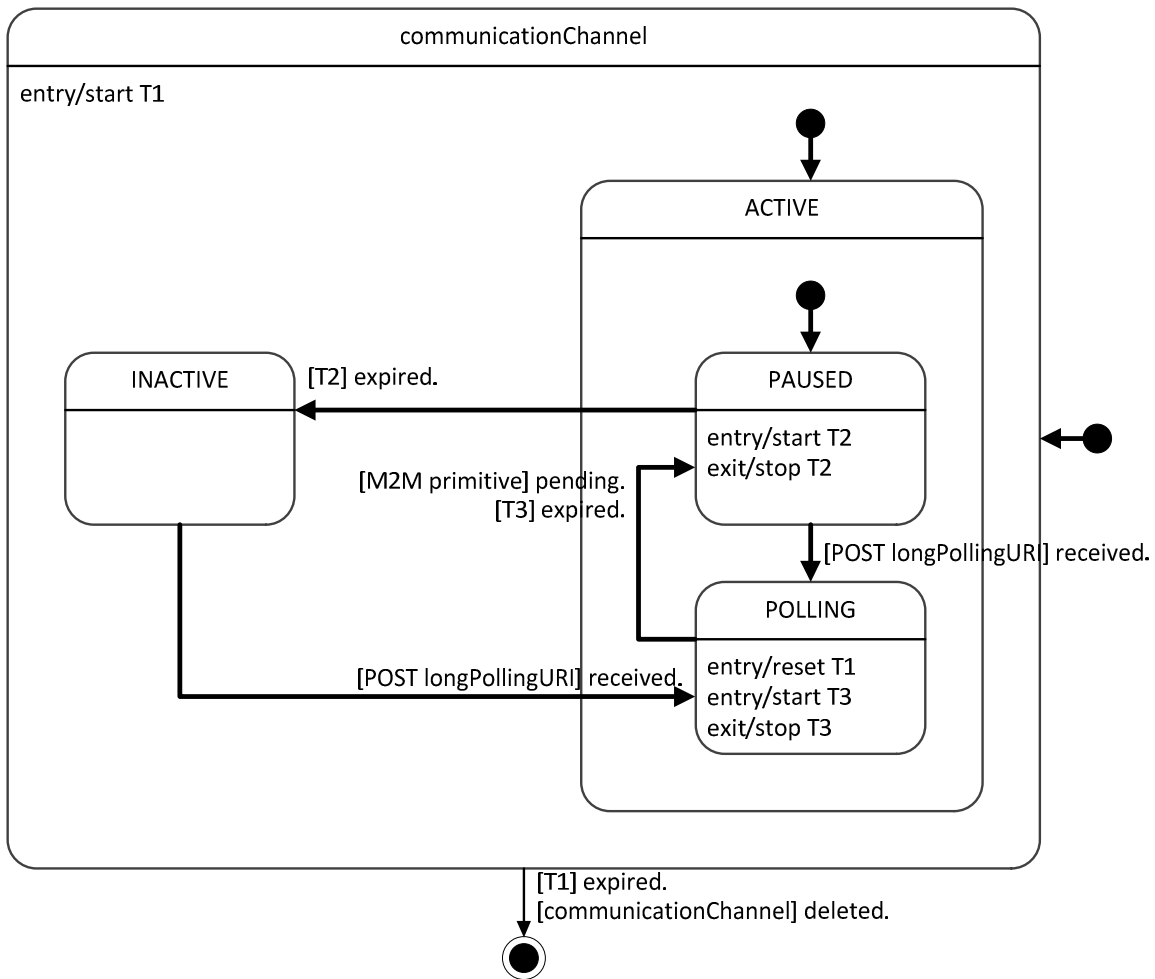 communicationChannel
entry/start T1
ACTIVE
INACTIVE
[T2] expired.
PAUSED
entry/start T2
exit/stop T2
[M2M primitive] pending.
[T3] expired.
[POST longPollingURI] received.
POLLING
entry/reset T1
entry/start T3
exit/stop T3
[POST longPollingURI] received.
[T1] expired.
[communicationChannel] deleted.